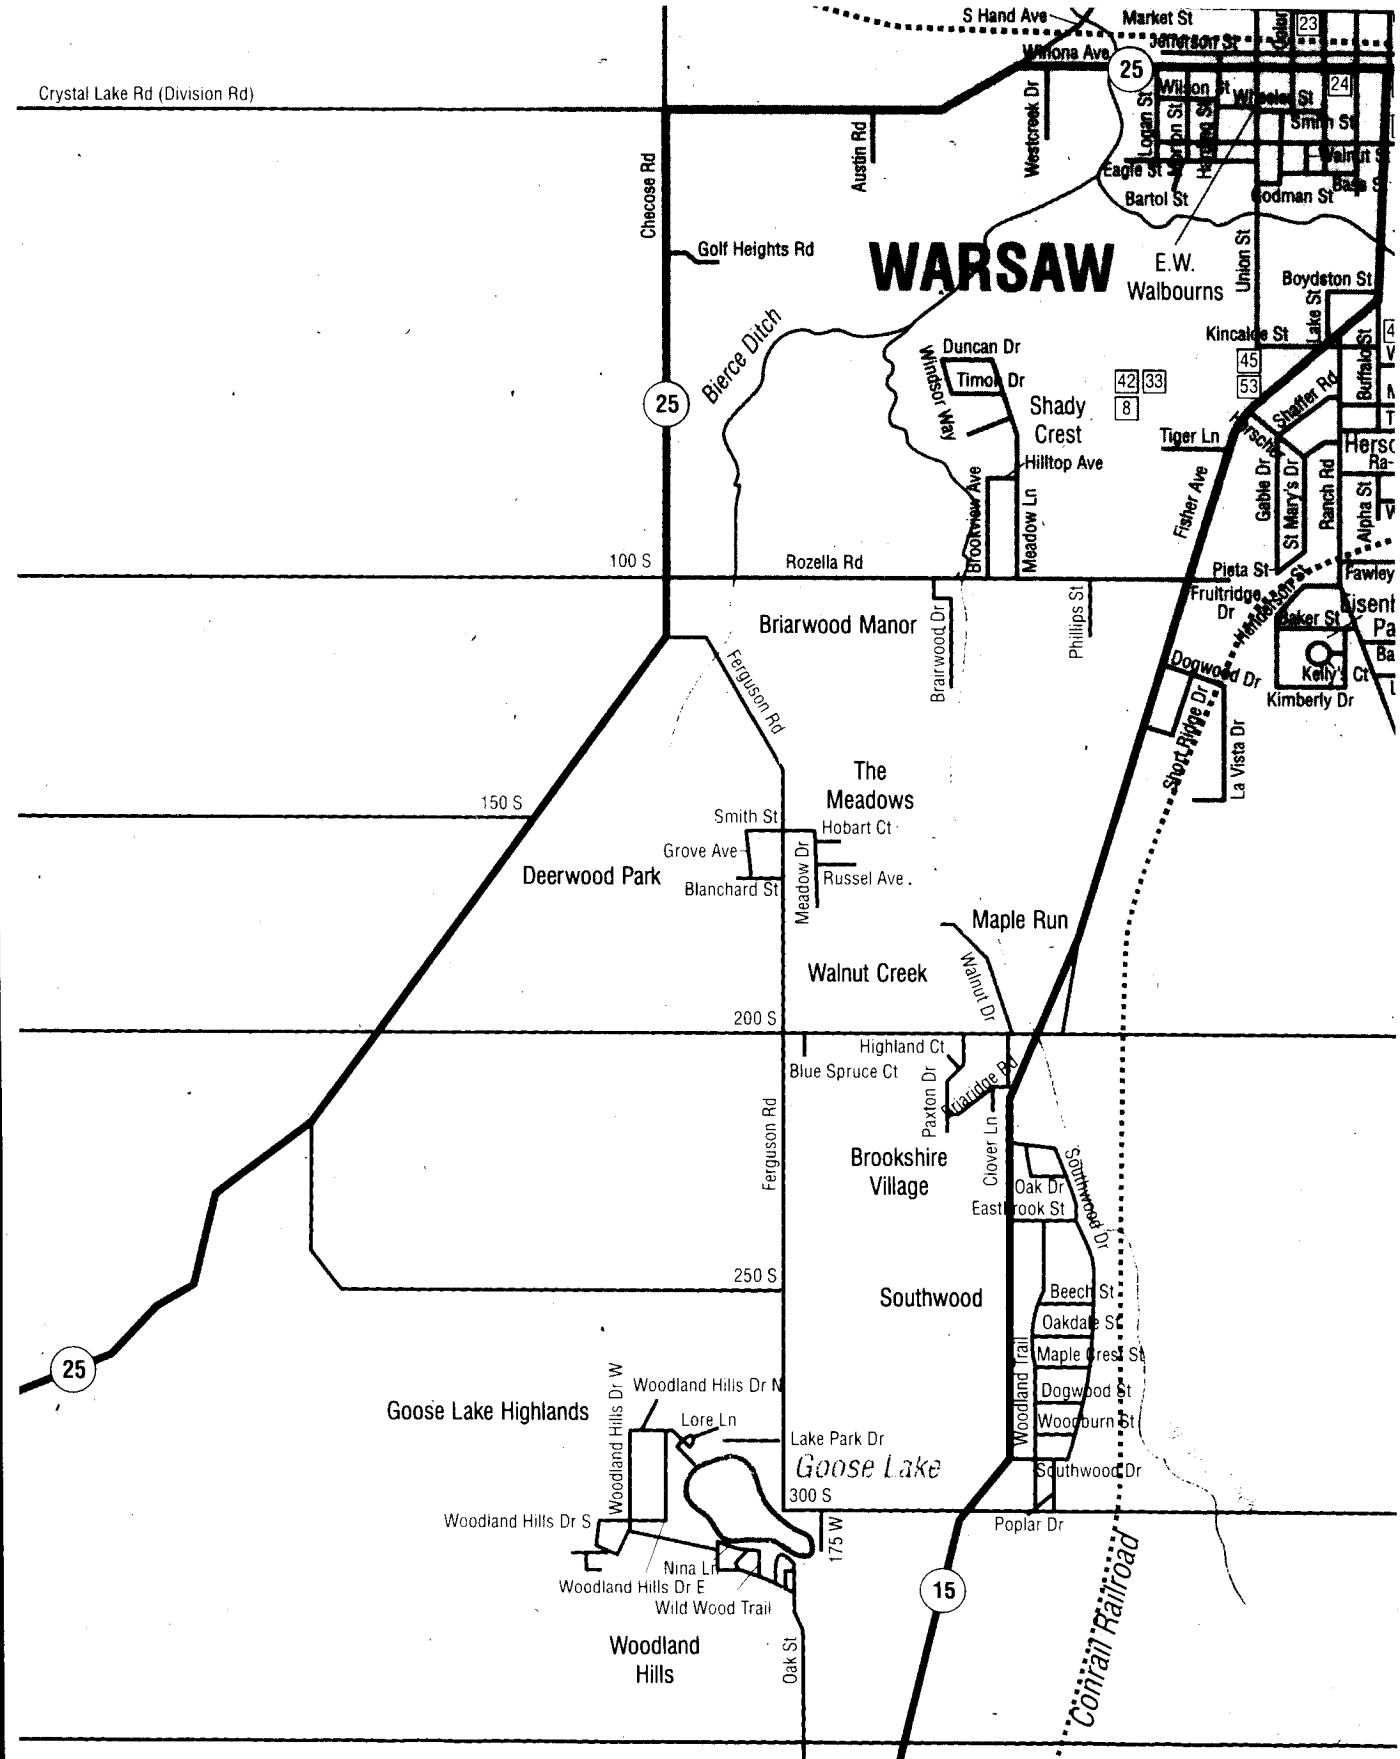 S Hand Ave
Market St
23
Jefferson St
Winona Ave
25
24
Crystal Lake Rd (Division Rd)
Wilson St
Wheeler St
Westcreek Dr
Logan St
Smith St
Austin Rd
Walnut S
Eagle St
Checose Rd
Bartol St
Godman St
Golf Heights Rd
WARSAW
E.W.
Walbourns
Union St
Boydston St
Lake St
Bierce Ditch
Kincaide St
Duncan Dr
Windsor Way
Buffalo St
45
Timok Dr
42 33
53
25
Shady
Crest
8
Shaffer Rd
Tiger Ln
Herscher
Hersc
Hilltop Ave
Ra-
Brookview Ave
Meadow Ln
Fisher Ave
Gable Dr
St Mary's Dr
Ranch Rd
Alpha St
100 S
Rozella Rd
Pieta St
Fawley
Fruitridge
Dr
Henderson St
Eisenh
Briarwood Manor
Brairwood Dr
Phillips St
Baker St
Pa
Ba
Ferguson Rd
Dogwood Dr
Kelly's Ct
Kimberly Dr
Short Ridge Dr
La Vista Dr
The
Meadows
150 S
Smith St
Hobart Ct
Grove Ave
Meadow Dr
Deerwood Park
Blanchard St
Russel Ave
Maple Run
Walnut Creek
Walnut Dr
200 S
Highland Ct
Blue Spruce Ct
Paxton Dr
Briaridge Rd
Ferguson Rd
Clover Ln
Brookshire
Village
Southwood Dr
Oak Dr
Eastbrook St
250 S
Beech St
Southwood
Oakdale St
Woodland Trail
Maple Crest St
25
Woodland Hills Dr W
Woodland Hills Dr N
Dogwood St
Goose Lake Highlands
Lore Ln
Woodburn St
Lake Park Dr
Goose Lake
Southwood Dr
300 S
Woodland Hills Dr S
Poplar Dr
175 W
Nina Ln
Woodland Hills Dr E
15
Wild Wood Trail
Conrail Railroad
Woodland
Hills
Oak St